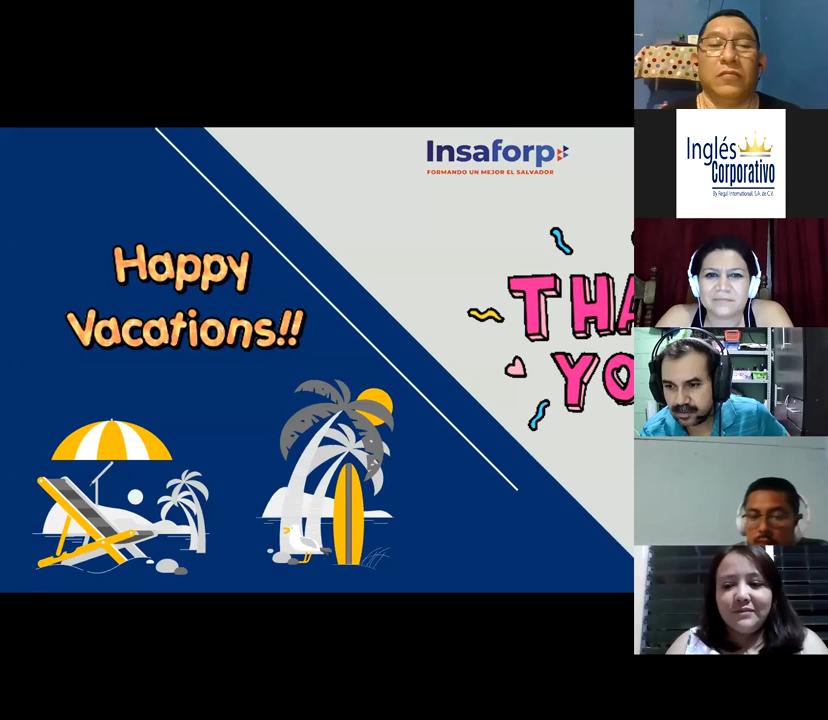 Insaforp
FORMANDO UN MEJOR EL SALVADOR
Happy
Vacations!!
THA
YO
Inglés
Corporativo
By Regal International, S.A. de C.V.